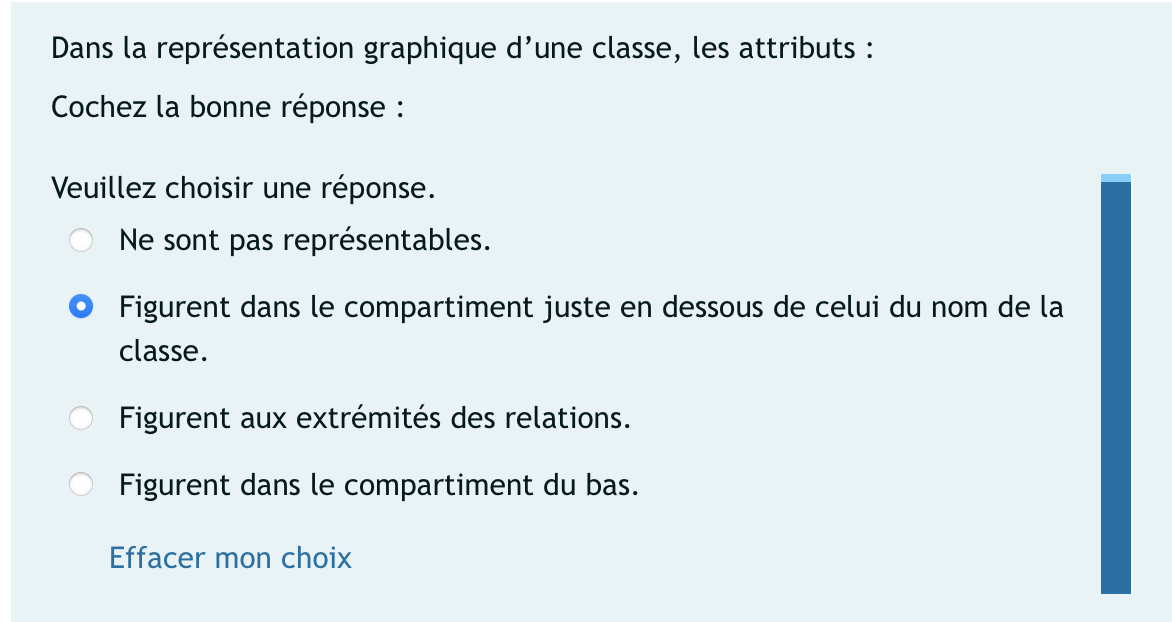 Dans la représentation graphique d’une classe, les attributs :
Cochez la bonne réponse :
Veuillez choisir une réponse.
Ne sont pas représentables.
Figurent dans le compartiment juste en dessous de celui du nom de la
classe.
Figurent aux extrémités des relations.
Figurent dans le compartiment du bas.
Effacer mon choix